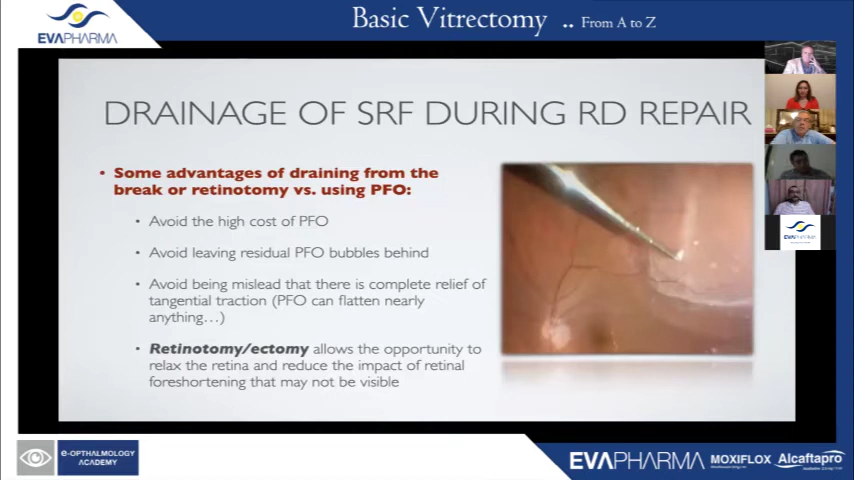 Basic Vitrectomy .. From A to Z
EVAPHARMA
DRAINAGE OF SRF DURING RD REPAIR
• Some advantages of draining from the
break or retinotomy vs. using PFO:
• Avoid the high cost of PFO
• Avoid leaving residual PFO bubbles behind
• Avoid being mislead that there is complete relief of
tangential traction (PFO can flatten nearly
anything…)
• Retinotomy/ectomy allows the opportunity to
relax the retina and reduce the impact of retinal
foreshortening that may not be visible
EVAPHARMA
e-OPTHALMOLOGY
ACADEMY
EVAPHARMA MOXIFLOX Alcaftapro